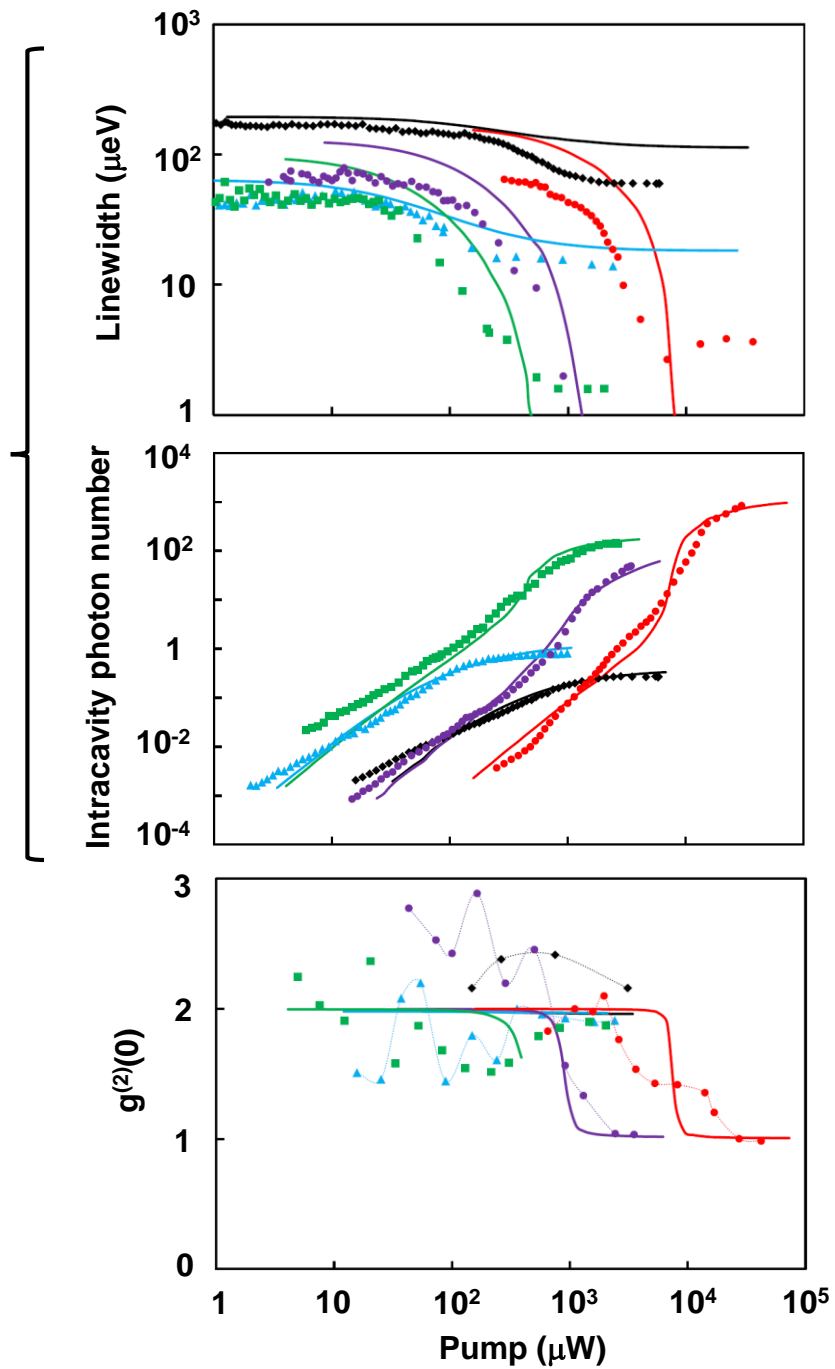 10³
10²
10
1
Linewidth (μeV)
10⁴
10²
1
10⁻²
10⁻⁴
Intracavity photon number
3
2
1
0
g⁽²⁾(0)
1 10 10² 10³ 10⁴ 10⁵
Pump (μW)